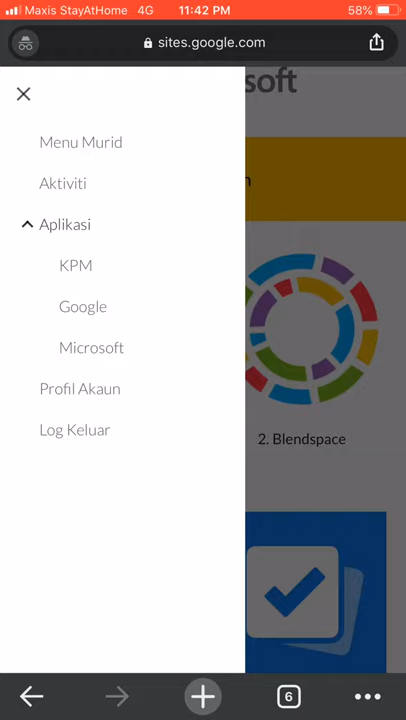 Maxis StayAtHome 4G 11:42 PM 58%
sites.google.com
soft
Menu Murid
n
Aktiviti
Aplikasi
KPM
Google
Microsoft
Profil Akaun
Log Keluar
2. Blendspace
6